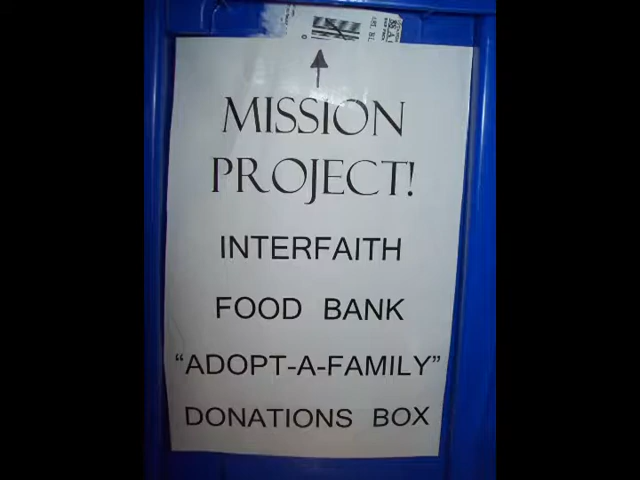 MISSION
PROJECT!
INTERFAITH
FOOD BANK
“ADOPT-A-FAMILY”
DONATIONS BOX